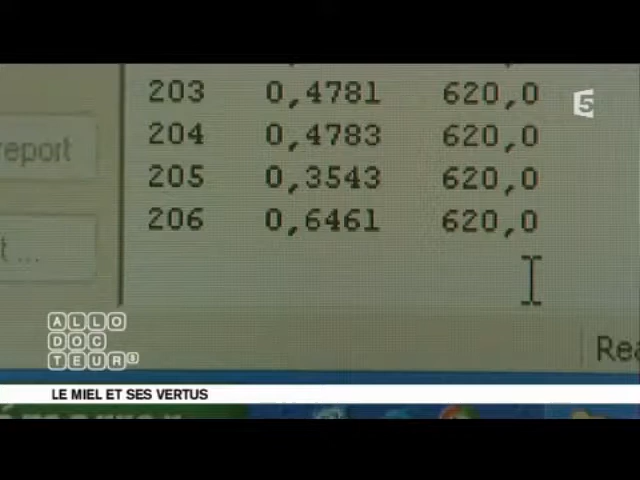 203 0,4781 620,0
204 0,4783 620,0
205 0,3543 620,0
206 0,6461 620,0
5
report
t ...
ALLO
DOC
TEURS
Rea
LE MIEL ET SES VERTUS